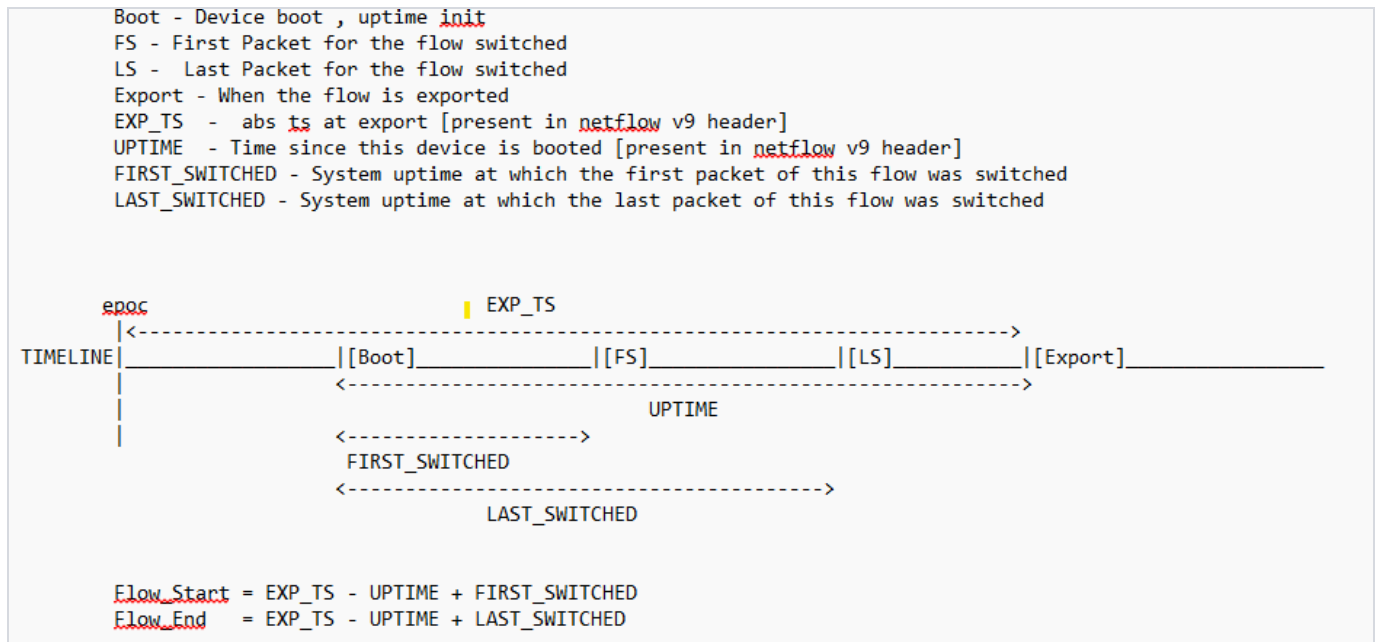 Boot - Device boot , uptime init
FS - First Packet for the flow switched
LS -  Last Packet for the flow switched
Export - When the flow is exported
EXP_TS  -  abs ts at export [present in netflow v9 header]
UPTIME  - Time since this device is booted [present in netflow v9 header]
FIRST_SWITCHED - System uptime at which the first packet of this flow was switched
LAST_SWITCHED - System uptime at which the last packet of this flow was switched
epoc                             EXP_TS
|<--------------------------------------------------------------------------->
TIMELINE|__________________|[Boot]_______________|[FS]________________|[LS]___________|[Export]_________________
|                  <---------------------------------------------------------->
|                                             UPTIME
|                  <-------------------->
FIRST_SWITCHED
<----------------------------------------->
LAST_SWITCHED
Flow_Start = EXP_TS - UPTIME + FIRST_SWITCHED
Flow_End   = EXP_TS - UPTIME + LAST_SWITCHED